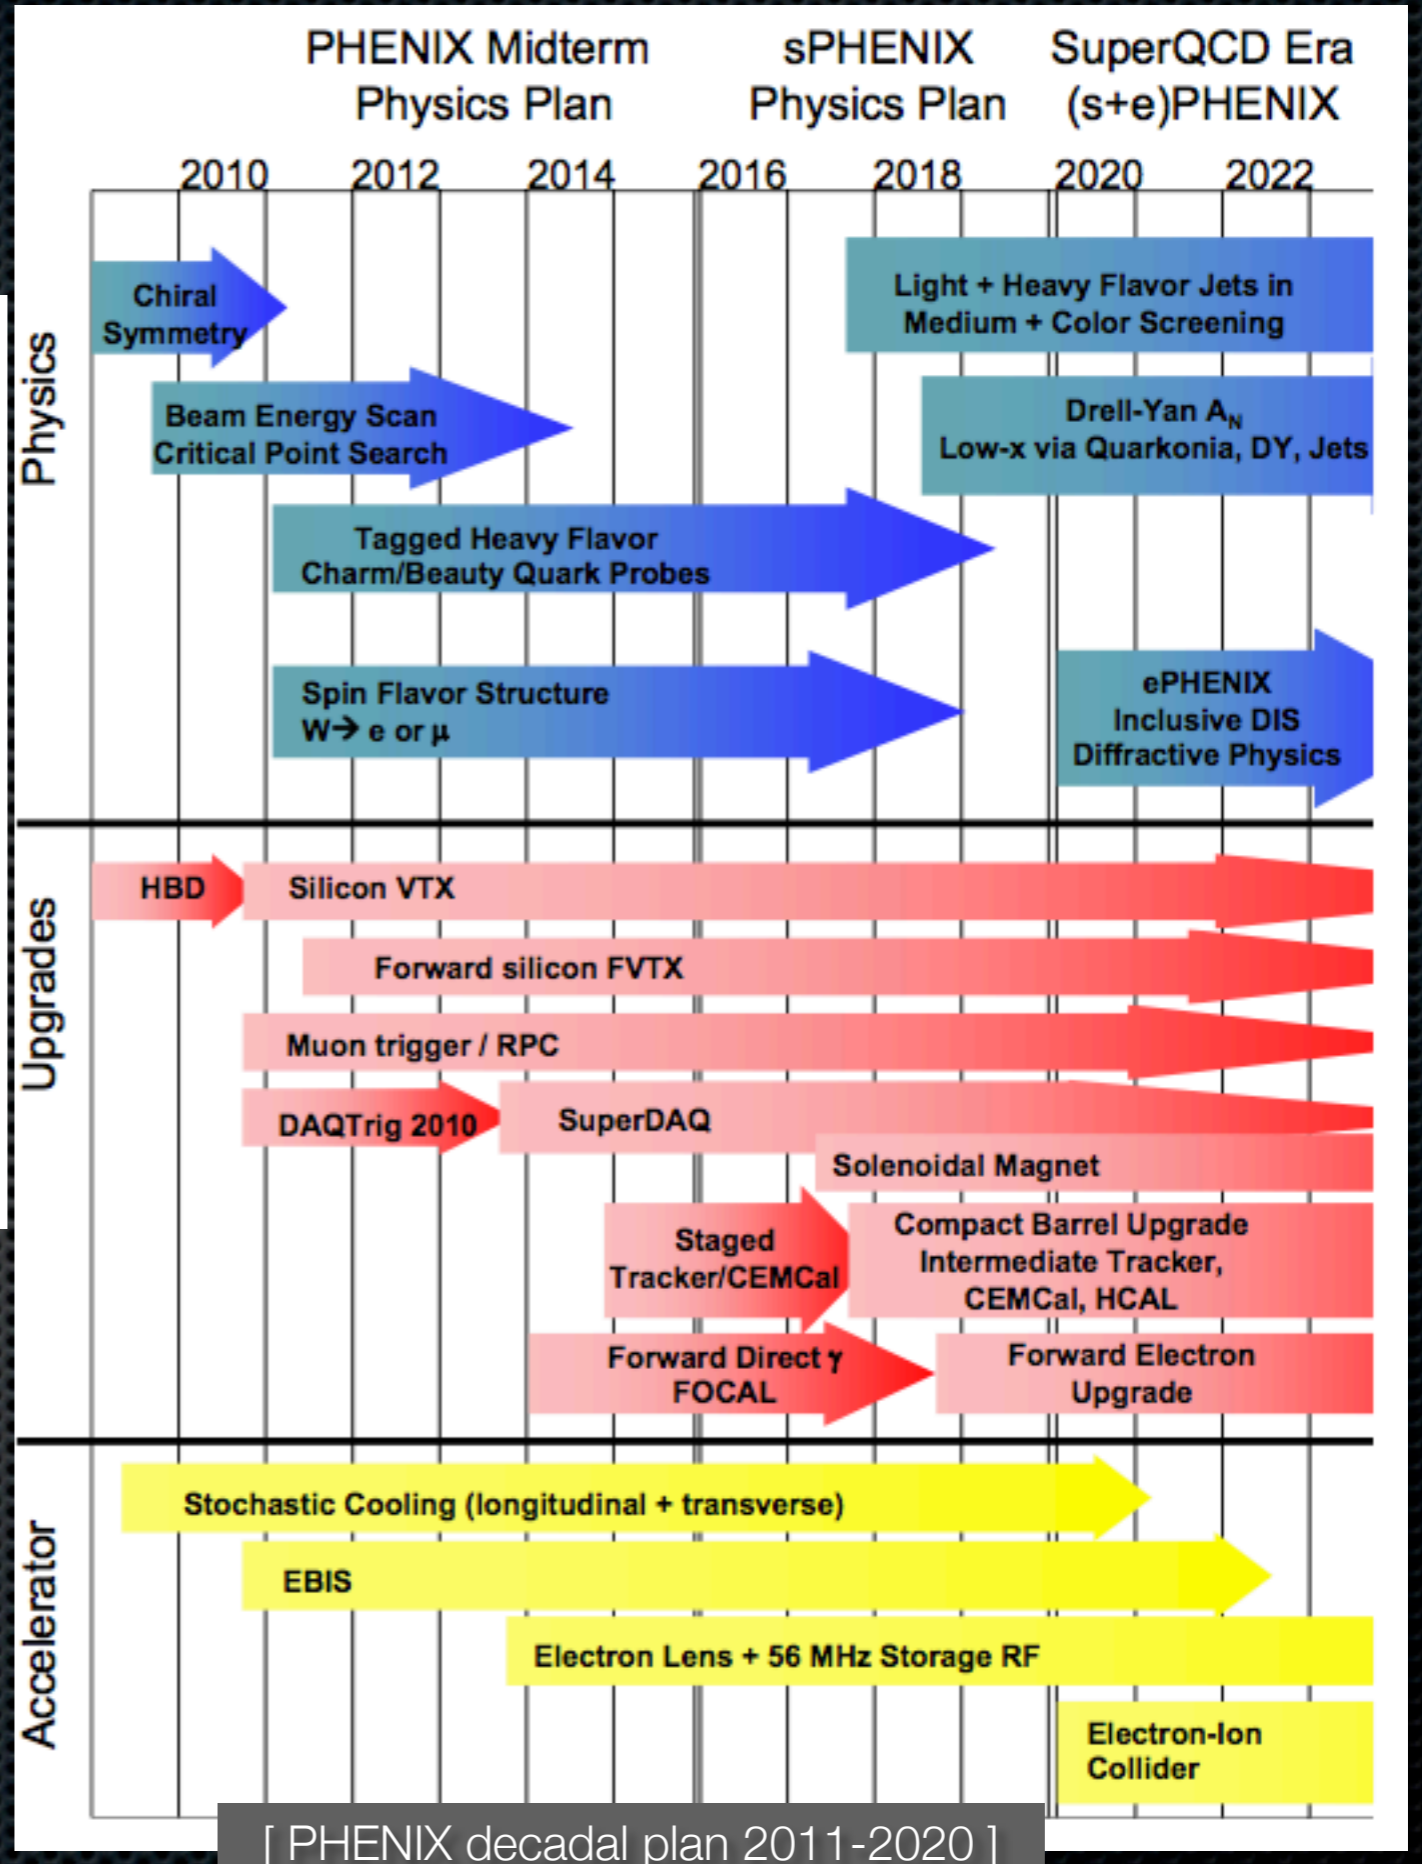 PHENIX Midterm
Physics Plan
sPHENIX
Physics Plan
SuperQCD Era
(s+e)PHENIX
2010 2012 2014 2016 2018 2020 2022
Physics
Chiral
Symmetry
Light + Heavy Flavor Jets in
Medium + Color Screening
Beam Energy Scan
Critical Point Search
Drell-Yan A_N
Low-x via Quarkonia, DY, Jets
Tagged Heavy Flavor
Charm/Beauty Quark Probes
Spin Flavor Structure
W→ e or μ
ePHENIX
Inclusive DIS
Diffractive Physics
Upgrades
HBD
Silicon VTX
Forward silicon FVTX
Muon trigger / RPC
DAQTrig 2010
SuperDAQ
Solenoidal Magnet
Staged
Tracker/CEMCal
Compact Barrel Upgrade
Intermediate Tracker,
CEMCal, HCAL
Forward Direct γ
FOCAL
Forward Electron
Upgrade
Accelerator
Stochastic Cooling (longitudinal + transverse)
EBIS
Electron Lens + 56 MHz Storage RF
Electron-Ion
Collider
[ PHENIX decadal plan 2011-2020 ]